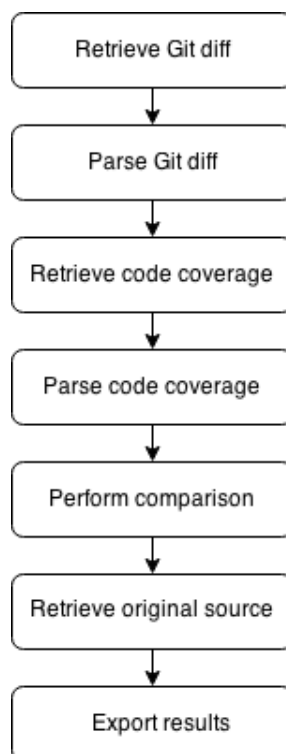 Retrieve Git diff
Parse Git diff
Retrieve code coverage
Parse code coverage
Perform comparison
Retrieve original source
Export results